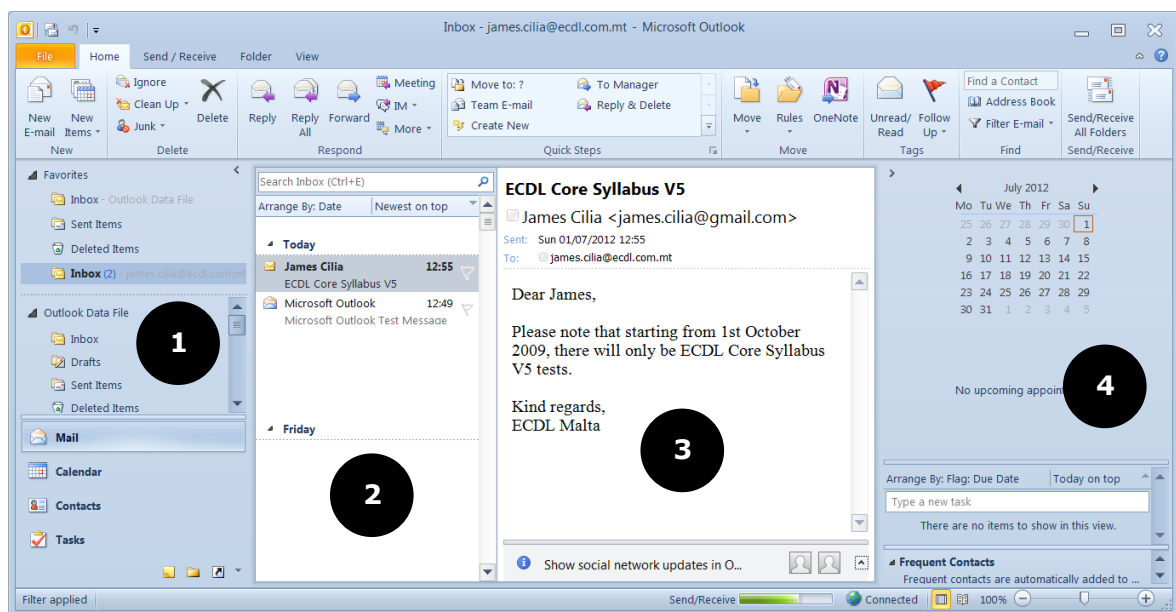 Inbox - james.cilia@ecdl.com.mt - Microsoft Outlook
File Home Send / Receive Folder View
New E-mail
New Items
New
Ignore
Clean Up
Junk
Delete
Delete
Reply
Reply All
Forward
Meeting
IM
More
Respond
Move to: ?
Team E-mail
Create New
To Manager
Reply & Delete
Quick Steps
Move
Rules
OneNote
Move
Unread/ Read
Follow Up
Tags
Find a Contact
Address Book
Filter E-mail
Find
Send/Receive All Folders
Send/Receive
Favorites
Inbox - Outlook Data File
Sent Items
Deleted Items
Inbox (2) - james.cilia@ecdl.com.mt
Outlook Data File
Inbox
Drafts
Sent Items
Deleted Items
1
Mail
Calendar
Contacts
Tasks
Search Inbox (Ctrl+E)
Arrange By: Date Newest on top
Today
James Cilia 12:55
ECDL Core Syllabus V5
Microsoft Outlook 12:49
Microsoft Outlook Test Message
Friday
2
ECDL Core Syllabus V5
James Cilia <james.cilia@gmail.com>
Sent: Sun 01/07/2012 12:55
To: james.cilia@ecdl.com.mt
Dear James,
Please note that starting from 1st October
2009, there will only be ECDL Core Syllabus
V5 tests.
Kind regards,
ECDL Malta
3
Show social network updates in O...
July 2012
Mo Tu We Th Fr Sa Su
25 26 27 28 29 30 1
2 3 4 5 6 7 8
9 10 11 12 13 14 15
16 17 18 19 20 21 22
23 24 25 26 27 28 29
30 31 1 2 3 4 5
No upcoming appoin
4
Arrange By: Flag: Due Date Today on top
Type a new task
There are no items to show in this view.
Frequent Contacts
Frequent contacts are automatically added to ...
Filter applied
Send/Receive
Connected
100%